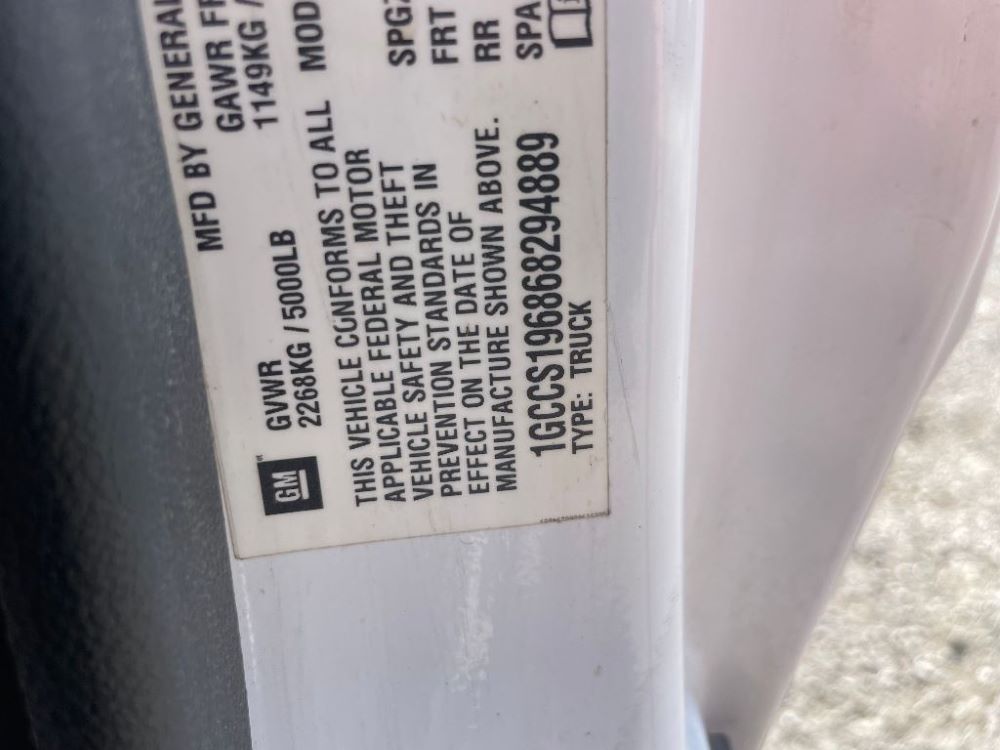 MFD BY GENERAL
GAWR FR
1149KG /
GVWR
2268KG / 5000LB
MOD
GM
THIS VEHICLE CONFORMS TO ALL
APPLICABLE FEDERAL MOTOR
VEHICLE SAFETY AND THEFT
PREVENTION STANDARDS IN
EFFECT ON THE DATE OF
MANUFACTURE SHOWN ABOVE.
1GCCS196868294889
TYPE: TRUCK
SPGZ
FRT
RR
SPA